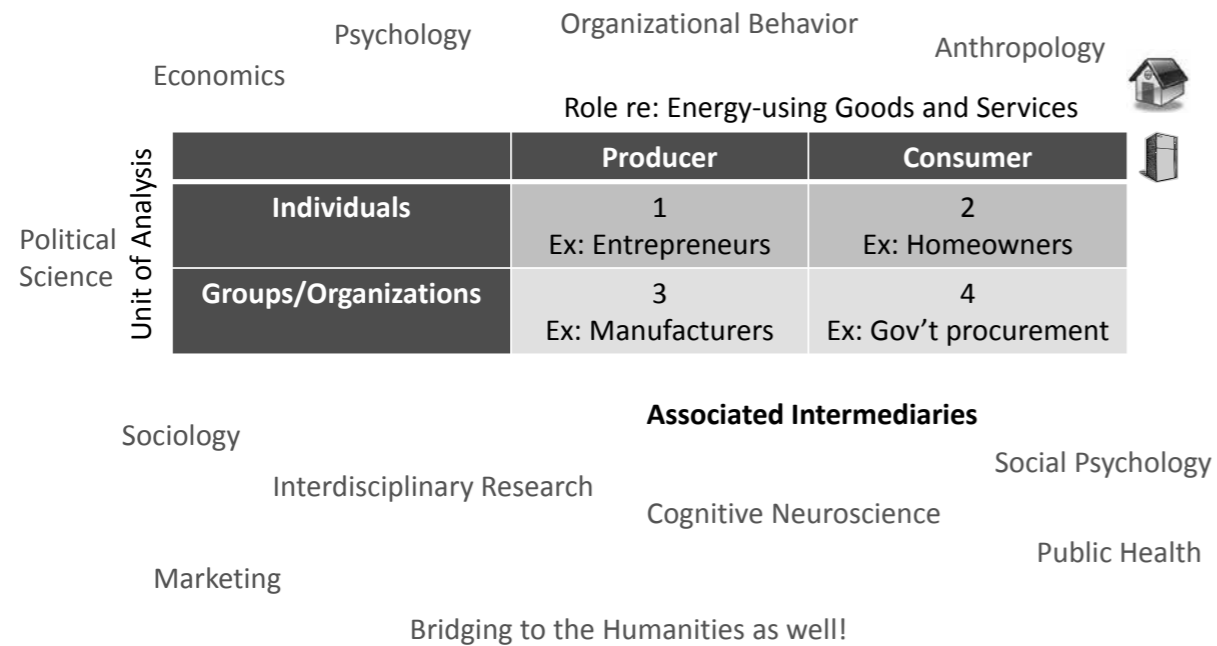 Organizational Behavior
Psychology
Anthropology
Economics
Role re: Energy-using Goods and Services
Unit of Analysis
Producer
Consumer
Individuals
1
Ex: Entrepreneurs
2
Ex: Homeowners
Political
Science
Groups/Organizations
3
Ex: Manufacturers
4
Ex: Gov’t procurement
Associated Intermediaries
Sociology
Social Psychology
Interdisciplinary Research
Cognitive Neuroscience
Public Health
Marketing
Bridging to the Humanities as well!